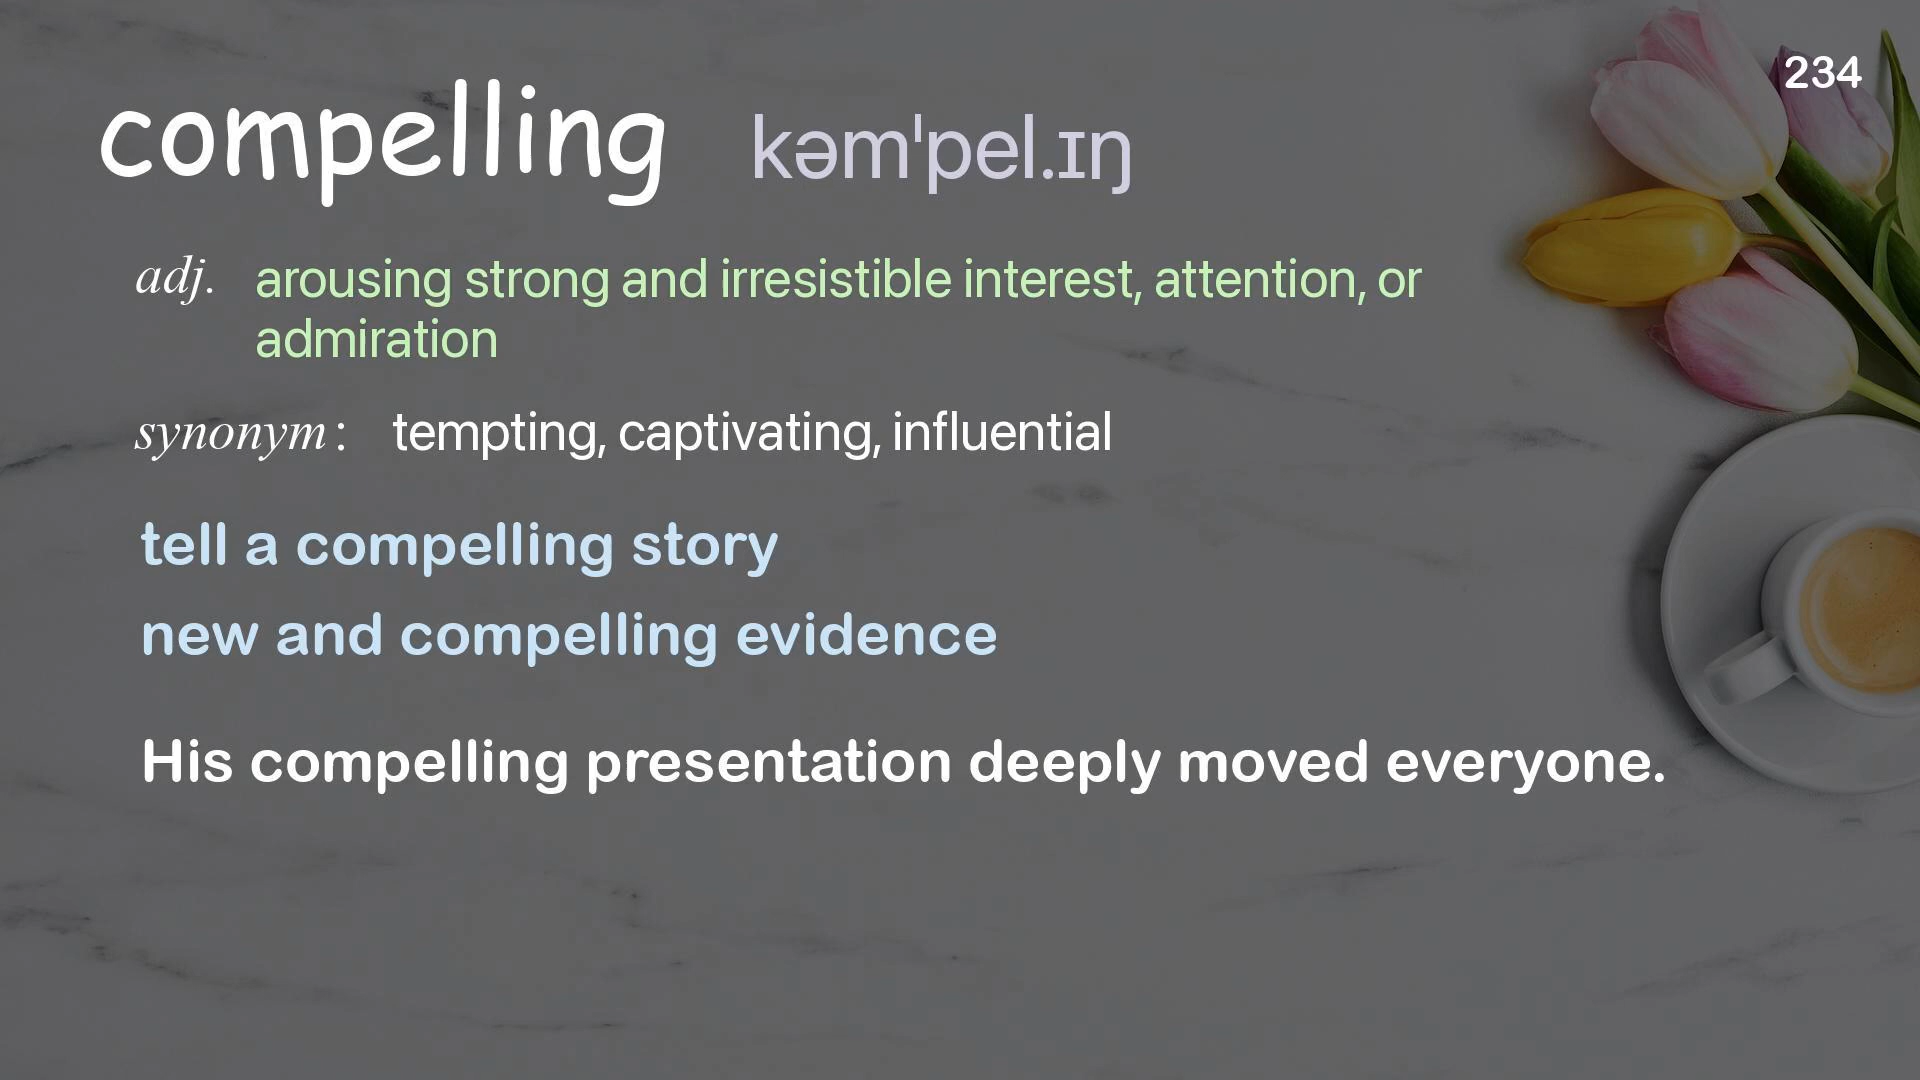 234
compelling kəmˈpel.ɪŋ
adj. arousing strong and irresistible interest, attention, or
admiration
synonym: tempting, captivating, influential
tell a compelling story
new and compelling evidence
His compelling presentation deeply moved everyone.